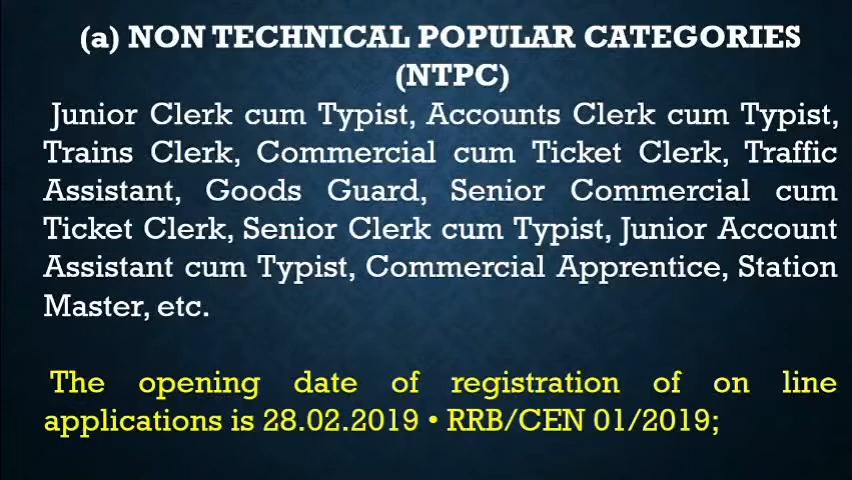 (a) NON TECHNICAL POPULAR CATEGORIES
(NTPC)
Junior Clerk cum Typist, Accounts Clerk cum Typist,
Trains Clerk, Commercial cum Ticket Clerk, Traffic
Assistant, Goods Guard, Senior Commercial cum
Ticket Clerk, Senior Clerk cum Typist, Junior Account
Assistant cum Typist, Commercial Apprentice, Station
Master, etc.
The opening date of registration of on line
applications is 28.02.2019 • RRB/CEN 01/2019;